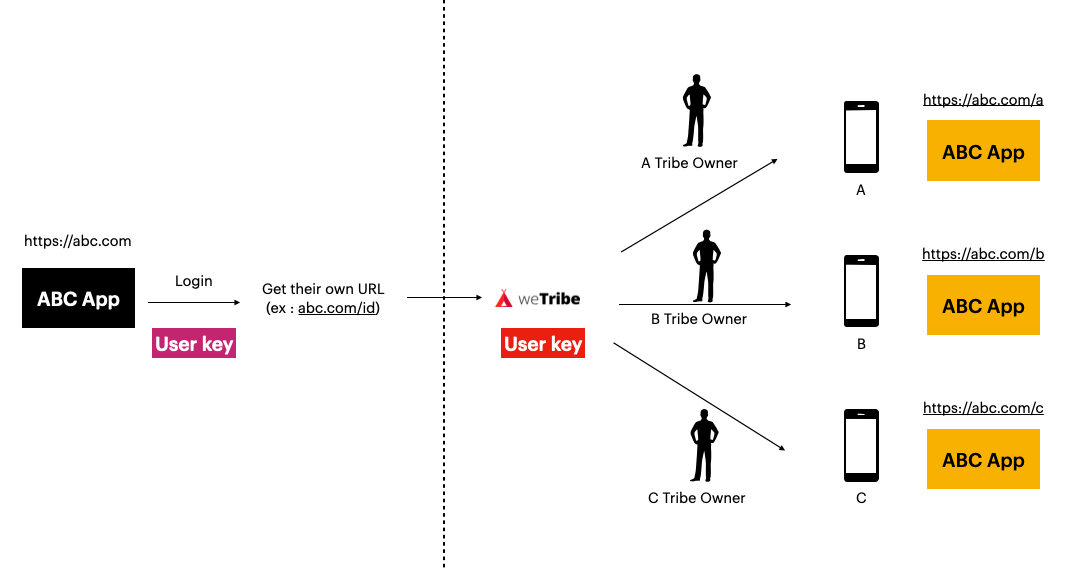 https://abc.com
ABC App
Login
User key
Get their own URL
(ex : abc.com/id)
weTribe
User key
A Tribe Owner
A
https://abc.com/a
ABC App
B Tribe Owner
B
https://abc.com/b
ABC App
C Tribe Owner
C
https://abc.com/c
ABC App